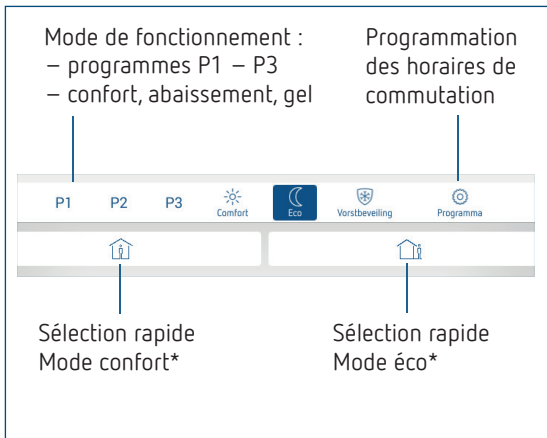 Mode de fonctionnement :
– programmes P1 – P3
– confort, abaissement, gel
Programmation
des horaires de
commutation
P1 P2 P3 Comfort Eco Vorstbeveiling Programma
Sélection rapide
Mode confort*
Sélection rapide
Mode éco*